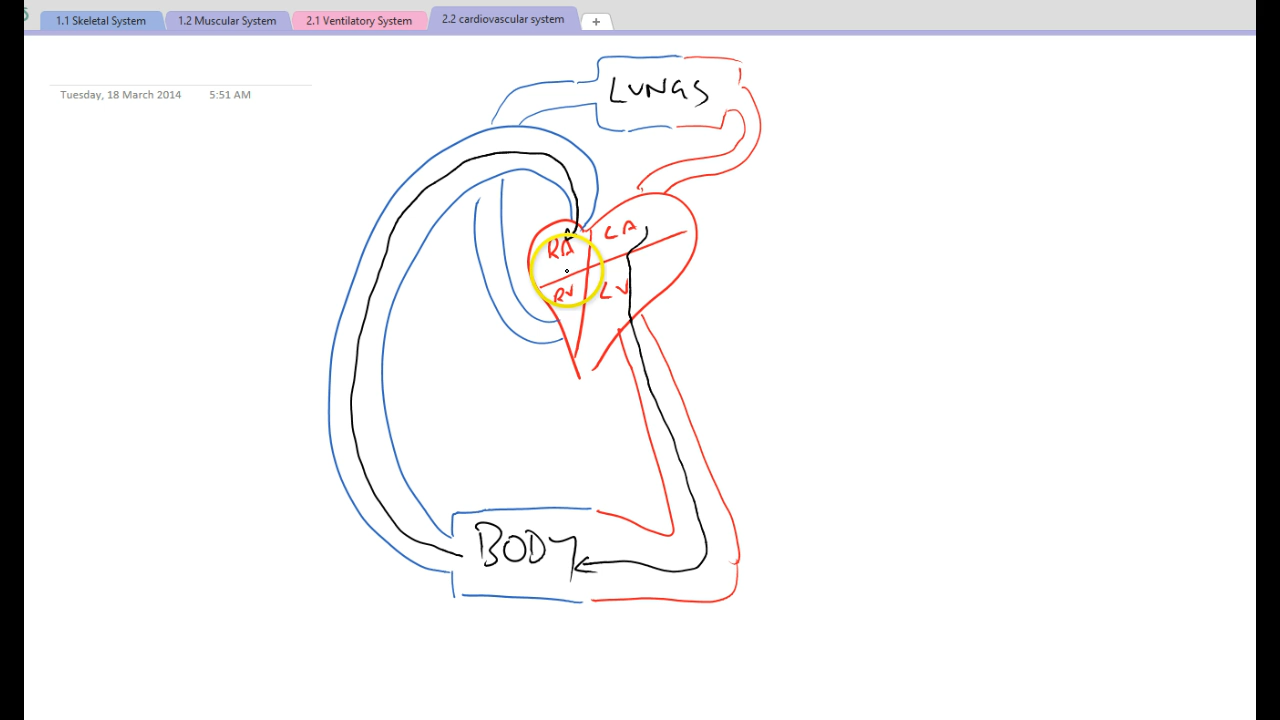 1.1 Skeletal System
1.2 Muscular System
2.1 Ventilatory System
2.2 cardiovascular system
Tuesday, 18 March 2014 5:51 AM
LUNGS
RA
LA
RV
LV
BODY